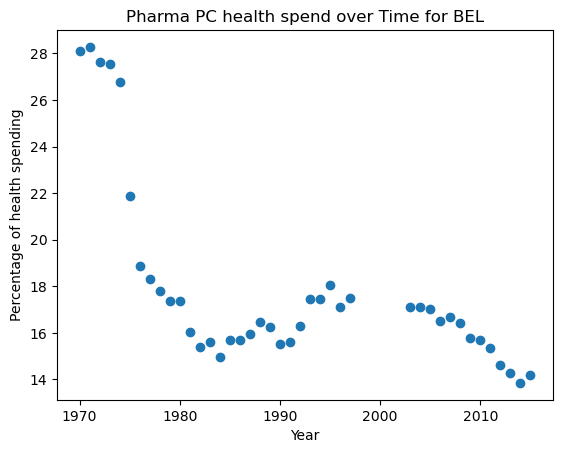 Pharma PC health spend over Time for BEL
Percentage of health spending
28
26
24
22
20
18
16
14
1970 1980 1990 2000 2010
Year